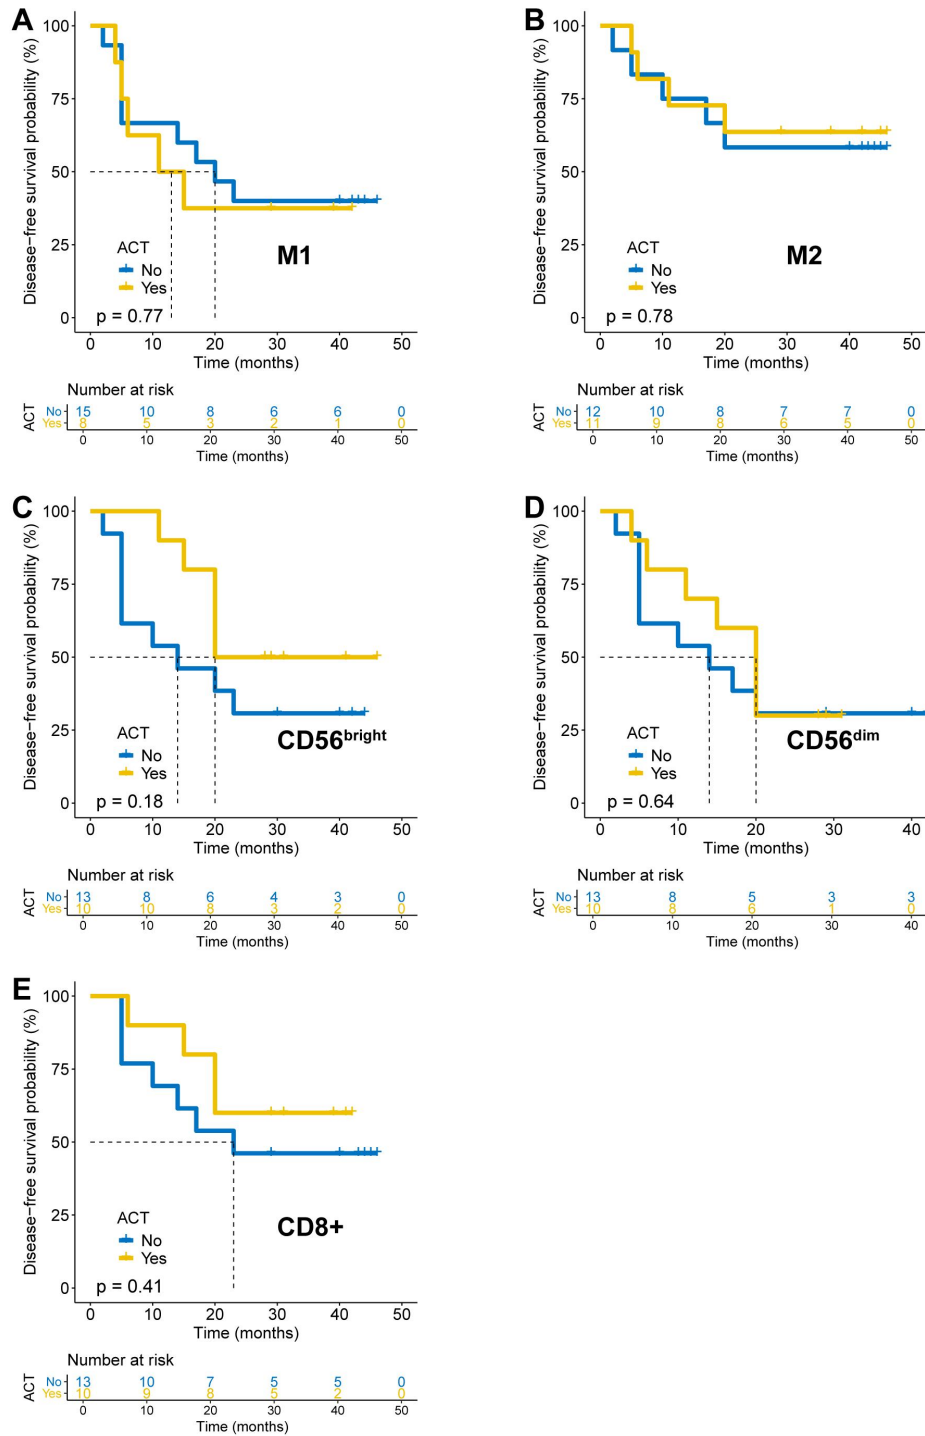 A
Disease−free survival probability (%)
100
75
50
25
0
ACT
No
Yes
M1
p = 0.77
0 10 20 30 40 50
Time (months)
Number at risk
ACT
No 15 10 8 6 6 0
Yes 8 5 3 2 1 0
0 10 20 30 40 50
Time (months)
B
Disease−free survival probability (%)
100
75
50
25
0
ACT
No
Yes
M2
p = 0.78
0 10 20 30 40 50
Time (months)
Number at risk
ACT
No 12 10 8 7 7 0
Yes 11 9 8 6 5 0
0 10 20 30 40 50
Time (months)
C
Disease−free survival probability (%)
100
75
50
25
0
ACT
No
Yes
CD56bright
p = 0.18
0 10 20 30 40 50
Time (months)
Number at risk
ACT
No 13 8 6 4 3 0
Yes 10 10 8 3 2 0
0 10 20 30 40 50
Time (months)
D
Disease−free survival probability (%)
100
75
50
25
0
ACT
No
Yes
CD56dim
p = 0.64
0 10 20 30 40
Time (months)
Number at risk
ACT
No 13 8 5 3 3
Yes 10 8 6 1 0
0 10 20 30 40
Time (months)
E
Disease−free survival probability (%)
100
75
50
25
0
ACT
No
Yes
CD8+
p = 0.41
0 10 20 30 40 50
Time (months)
Number at risk
ACT
No 13 10 7 5 5 0
Yes 10 9 8 5 2 0
0 10 20 30 40 50
Time (months)